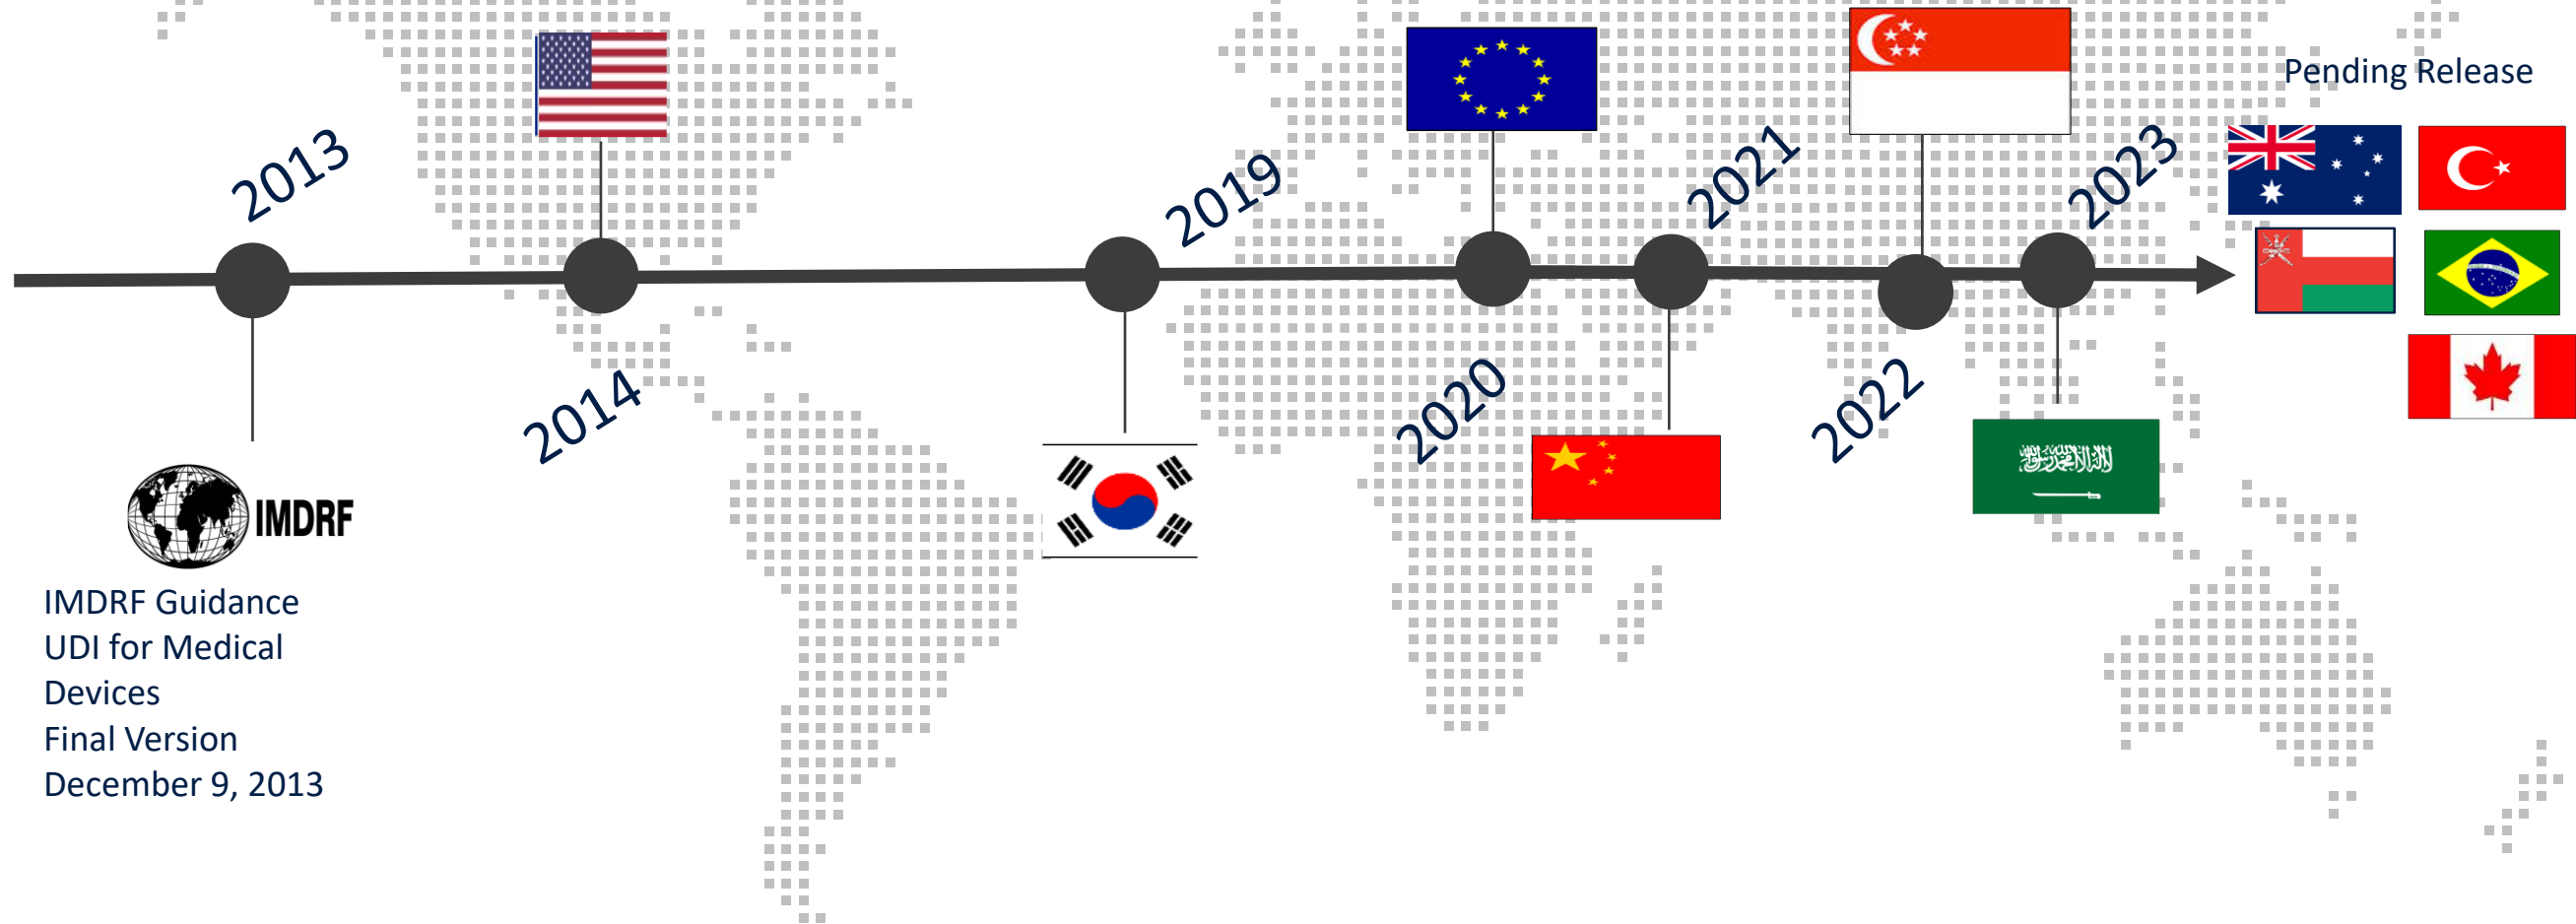 Pending Release
2013
2014
2019
2020
2021
2022
2023
IMDRF
IMDRF Guidance
UDI for Medical
Devices
Final Version
December 9, 2013